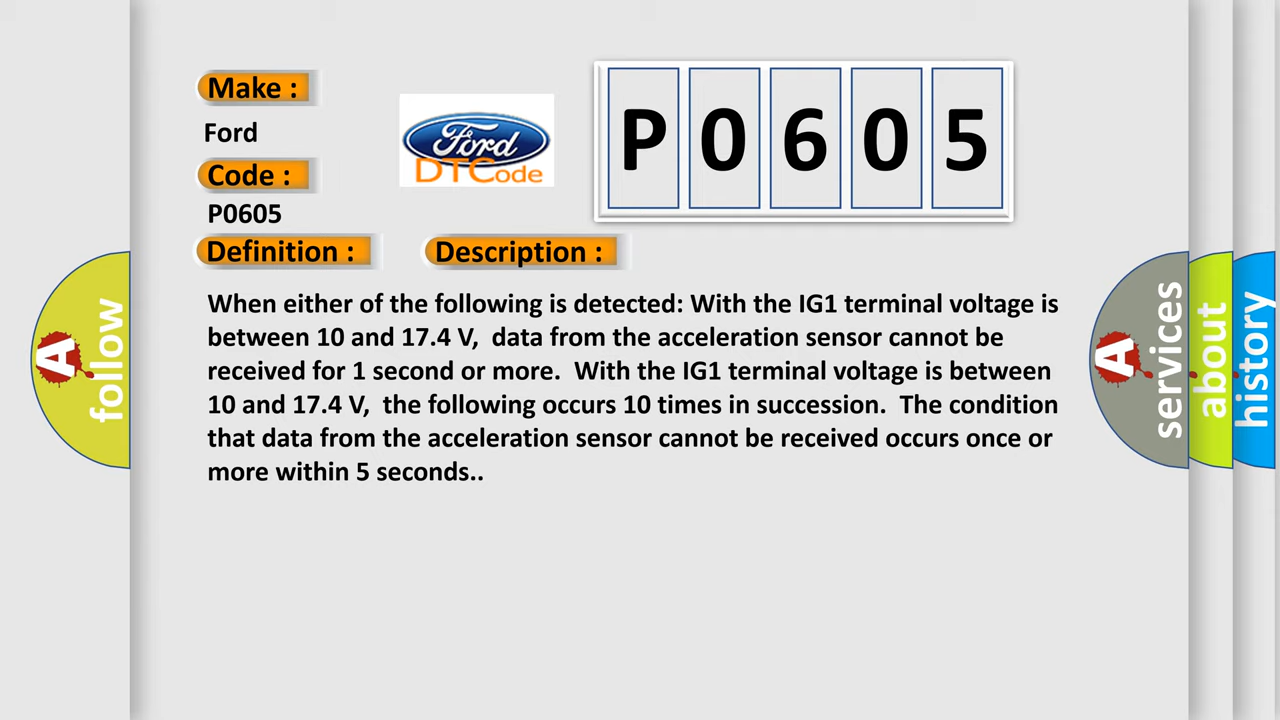 Make :
Ford
Code :
P0605
Definition :
Description :
Ford
DTCode
P0605
When either of the following is detected: With the IG1 terminal voltage is
between 10 and 17.4 V,  data from the acceleration sensor cannot be
received for 1 second or more.  With the IG1 terminal voltage is between
10 and 17.4 V,  the following occurs 10 times in succession.  The condition
that data from the acceleration sensor cannot be received occurs once or
more within 5 seconds..
A
follow
A
services
about
history